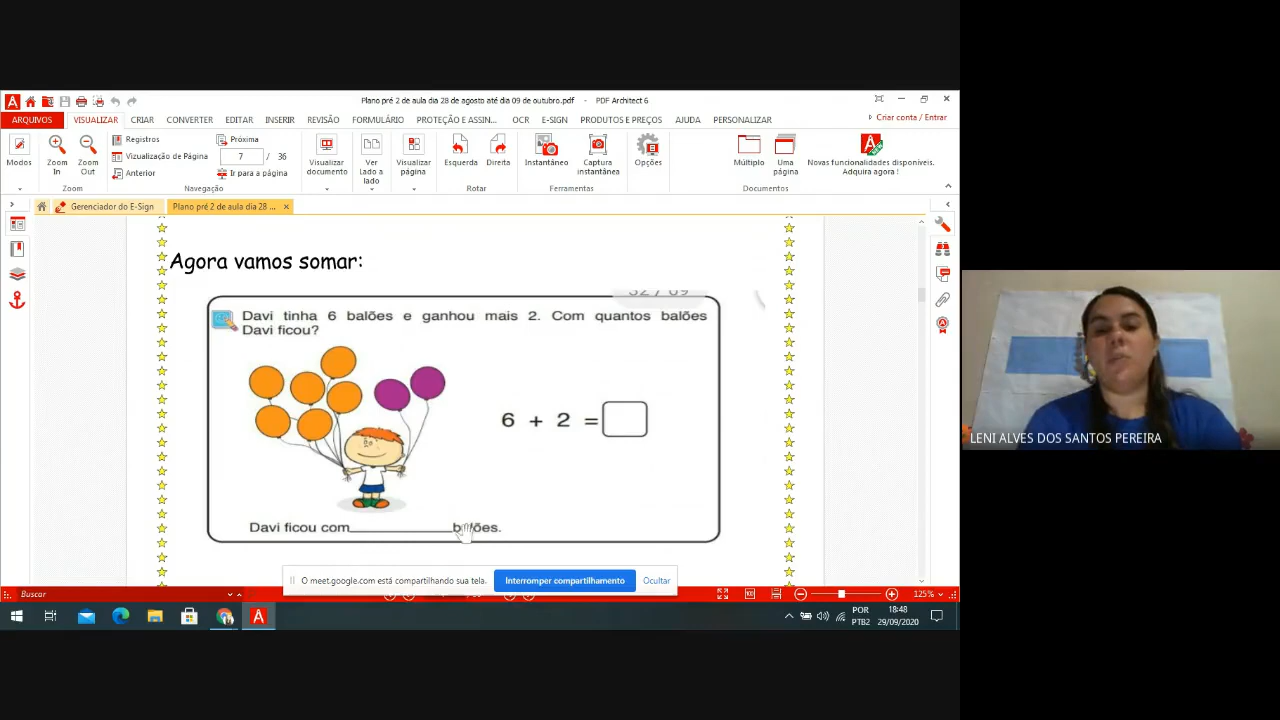 Plano pré 2 de aula dia 28 de agosto até dia 09 de outubro.pdf - PDF Architect 6
ARQUIVOS VISUALIZAR CRIAR CONVERTER EDITAR INSERIR REVISÃO FORMULÁRIO PROTEÇÃO E ASSIN... OCR E-SIGN PRODUTOS E PREÇOS AJUDA PERSONALIZAR Criar conta / Entrar
Modos
Zoom In
Zoom Out
Zoom
Registros
Vizualização de Página
Anterior
Próxima
7 / 36
Ir para a página
Navegação
Visualizar documento
Ver Lado a lado
Visualizar página
Esquerda Direita
Rotar
Instantâneo
Captura instantânea
Ferramentas
Opções
Múltiplo
Uma página
Documentos
Novas funcionalidades disponíveis.
Adquira agora !
Gerenciador do E-Sign Plano pré 2 de aula dia 28 ...
Agora vamos somar:
32 / 69
Davi tinha 6 balões e ganhou mais 2. Com quantos balões
Davi ficou?
6 + 2 =
Davi ficou com____________balões.
O meet.google.com está compartilhando sua tela. Interromper compartilhamento Ocultar
Buscar
125%
LENI ALVES DOS SANTOS PEREIRA
POR
PTB2
18:48
29/09/2020